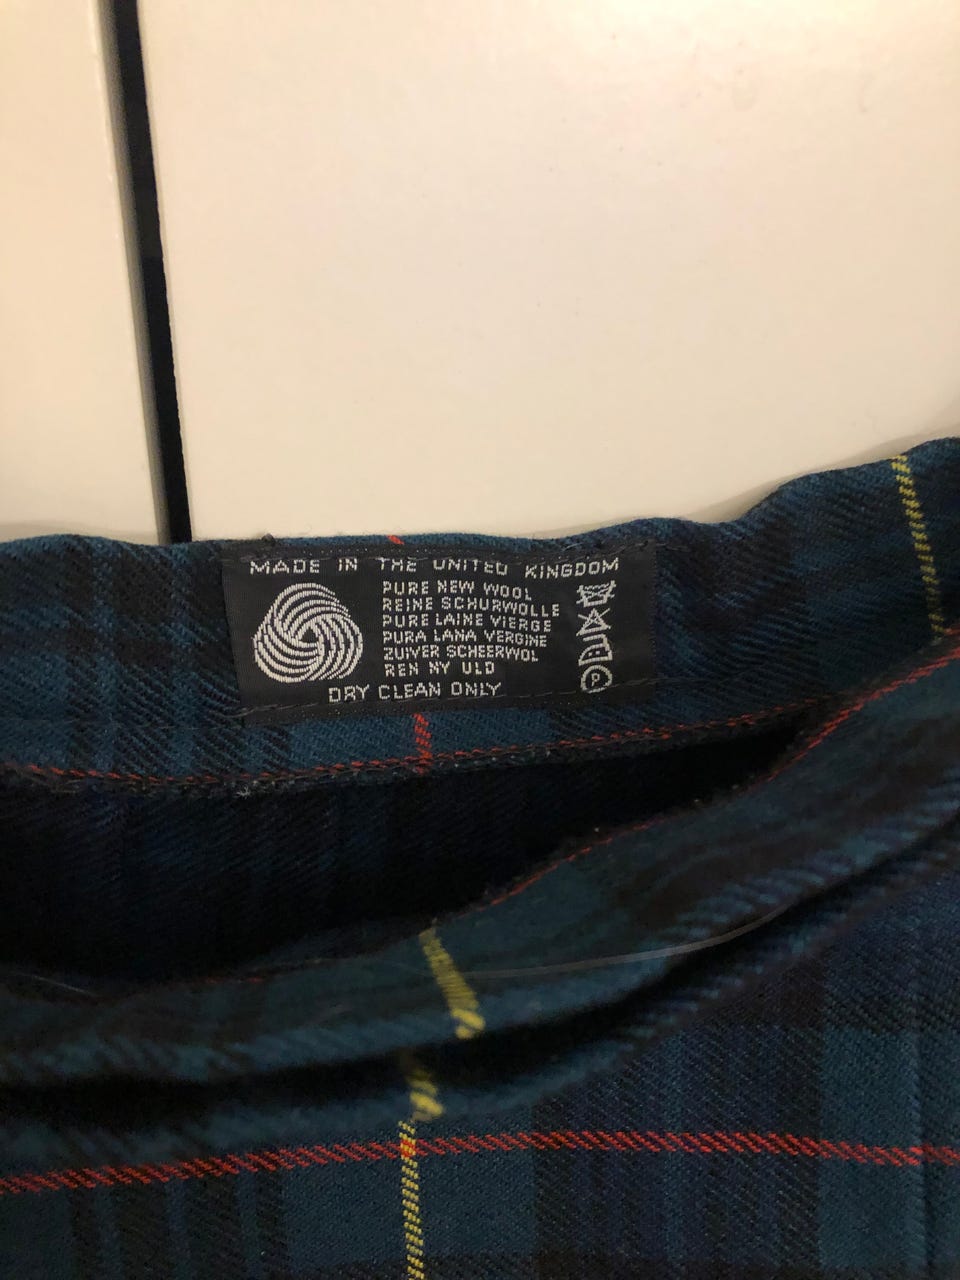 MADE IN THE UNITED KINGDOM
PURE NEW WOOL
REINE SCHURWOLLE
PURE LAINE VIERGE
PURA LANA VERGINE
ZUIVER SCHEERWOL
REN NY ULD
DRY CLEAN ONLY
P